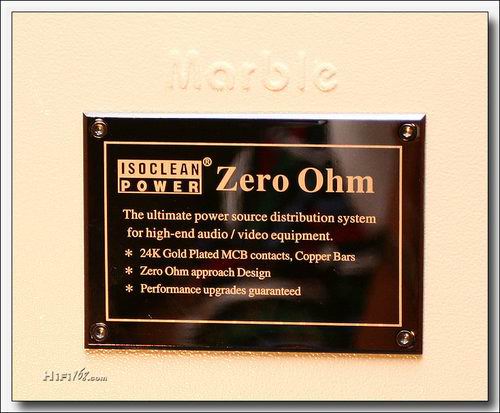 Marble
ISOCLEAN®
POWER
Zero Ohm
The ultimate power source distribution system
for high-end audio / video equipment.
* 24K Gold Plated MCB contacts, Copper Bars
* Zero Ohm approach Design
* Performance upgrades guaranteed
HiFi168.com